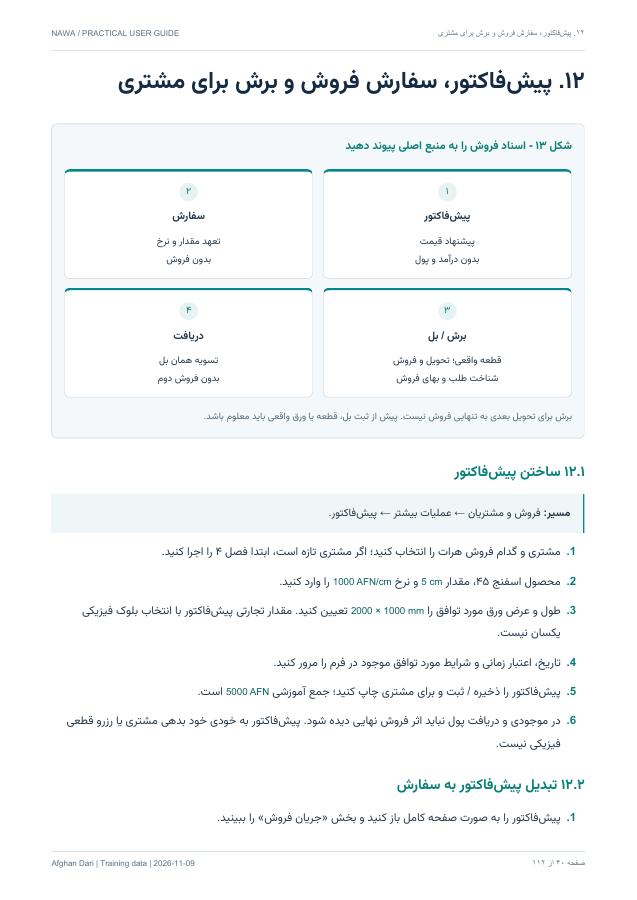 ۱۲. پیش‌فاکتور، سفارش فروش و برش برای مشتری
NAWA / PRACTICAL USER GUIDE
۱۲. پیش‌فاکتور، سفارش فروش و برش برای مشتری
شکل ۱۳ - اسناد فروش را به منبع اصلی پیوند دهید
۱
پیش‌فاکتور
پیشنهاد قیمت
بدون درآمد و پول
۲
سفارش
تعهد مقدار و نرخ
بدون فروش
۳
برش / بل
قطعه واقعی؛ تحویل و فروش
شناخت طلب و بهای فروش
۴
دریافت
تسویه همان بل
بدون فروش دوم
برش برای تحویل بعدی به تنهایی فروش نیست. پیش از ثبت بل، قطعه یا ورق واقعی باید معلوم باشد.
۱۲.۱ ساختن پیش‌فاکتور
مسیر: فروش و مشتریان ← عملیات بیشتر ← پیش‌فاکتور.
1. مشتری و گدام فروش هرات را انتخاب کنید؛ اگر مشتری تازه است، ابتدا فصل ۴ را اجرا کنید.
2. محصول اسفنج ۴۵، مقدار 5 cm و نرخ 1000 AFN/cm را وارد کنید.
3. طول و عرض ورق مورد توافق را 2000 × 1000 mm تعیین کنید. مقدار تجارتی پیش‌فاکتور با انتخاب بلوک فیزیکی
یکسان نیست.
4. تاریخ، اعتبار زمانی و شرایط مورد توافق موجود در فرم را مرور کنید.
5. پیش‌فاکتور را ذخیره / ثبت و برای مشتری چاپ کنید؛ جمع آموزشی 5000 AFN است.
6. در موجودی و دریافت پول نباید اثر فروش نهایی دیده شود. پیش‌فاکتور به خودی خود بدهی مشتری یا رزرو قطعی
فیزیکی نیست.
۱۲.۲ تبدیل پیش‌فاکتور به سفارش
1. پیش‌فاکتور را به صورت صفحه کامل باز کنید و بخش «جریان فروش» را ببینید.
صفحه ۴۰ از ۱۱۲
Afghan Dari | Training data | 2026-11-09